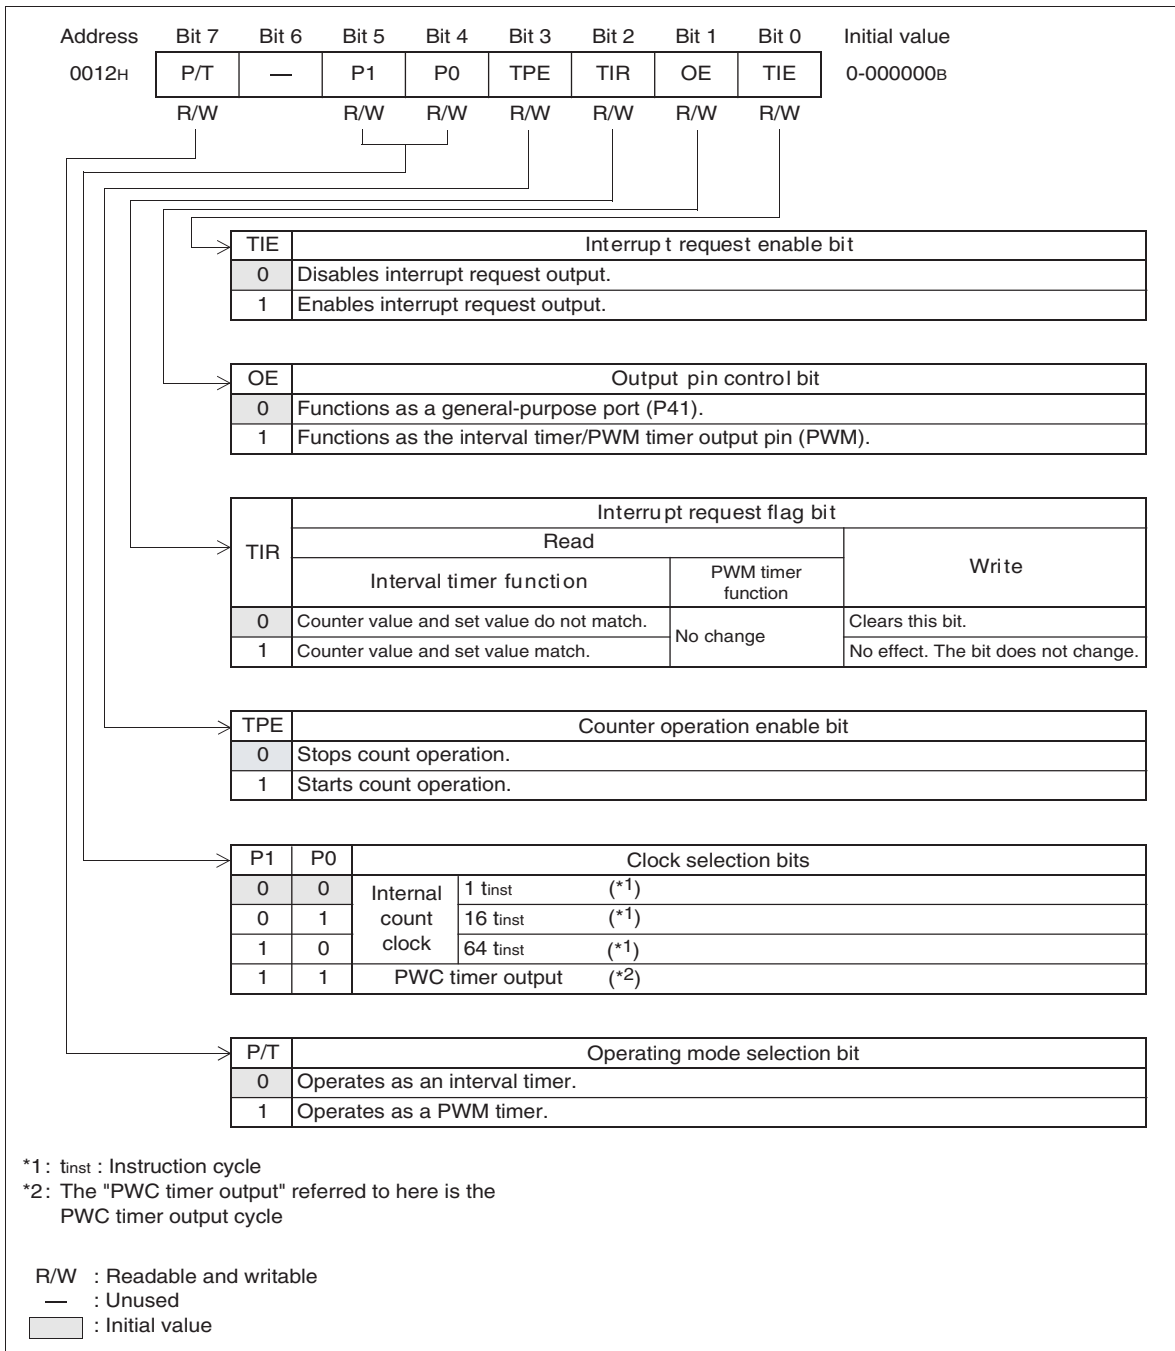 Address Bit 7 Bit 6 Bit 5 Bit 4 Bit 3 Bit 2 Bit 1 Bit 0 Initial value
0012H P/T — P1 P0 TPE TIR OE TIE 0-000000B
R/W R/W R/W R/W R/W R/W R/W
TIE Interrupt request enable bit
0 Disables interrupt request output.
1 Enables interrupt request output.
OE Output pin control bit
0 Functions as a general-purpose port (P41).
1 Functions as the interval timer/PWM timer output pin (PWM).
TIR Interrupt request flag bit
Read Write
Interval timer function PWM timer
function
0 Counter value and set value do not match. No change Clears this bit.
1 Counter value and set value match. No effect. The bit does not change.
TPE Counter operation enable bit
0 Stops count operation.
1 Starts count operation.
P1 P0 Clock selection bits
0 0 Internal 1 tinst (*1)
0 1 count 16 tinst (*1)
1 0 clock 64 tinst (*1)
1 1 PWC timer output (*2)
P/T Operating mode selection bit
0 Operates as an interval timer.
1 Operates as a PWM timer.
*1: tinst : Instruction cycle
*2: The "PWC timer output" referred to here is the
PWC timer output cycle
R/W : Readable and writable
— : Unused
: Initial value